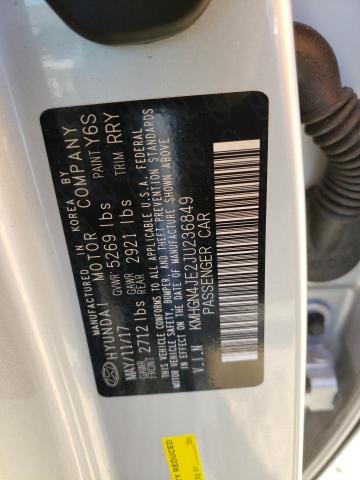 MANUFACTURED IN KOREA BY
HYUNDAI MOTOR COMPANY
MAY/11/17 GVWR 5269 lbs PAINT Y6S
GAWR FRONT 2712 lbs GAWR REAR 2921 lbs TRIM RRY
THIS VEHICLE CONFORMS TO ALL APPLICABLE U.S.A. FEDERAL
MOTOR VEHICLE SAFETY, BUMPER, AND THEFT PREVENTION STANDARDS
IN EFFECT ON THE DATE OF MANUFACTURE SHOWN ABOVE.
V.I.N KMHGN4JE2JU236849
PASSENGER CAR
Y REDUCED